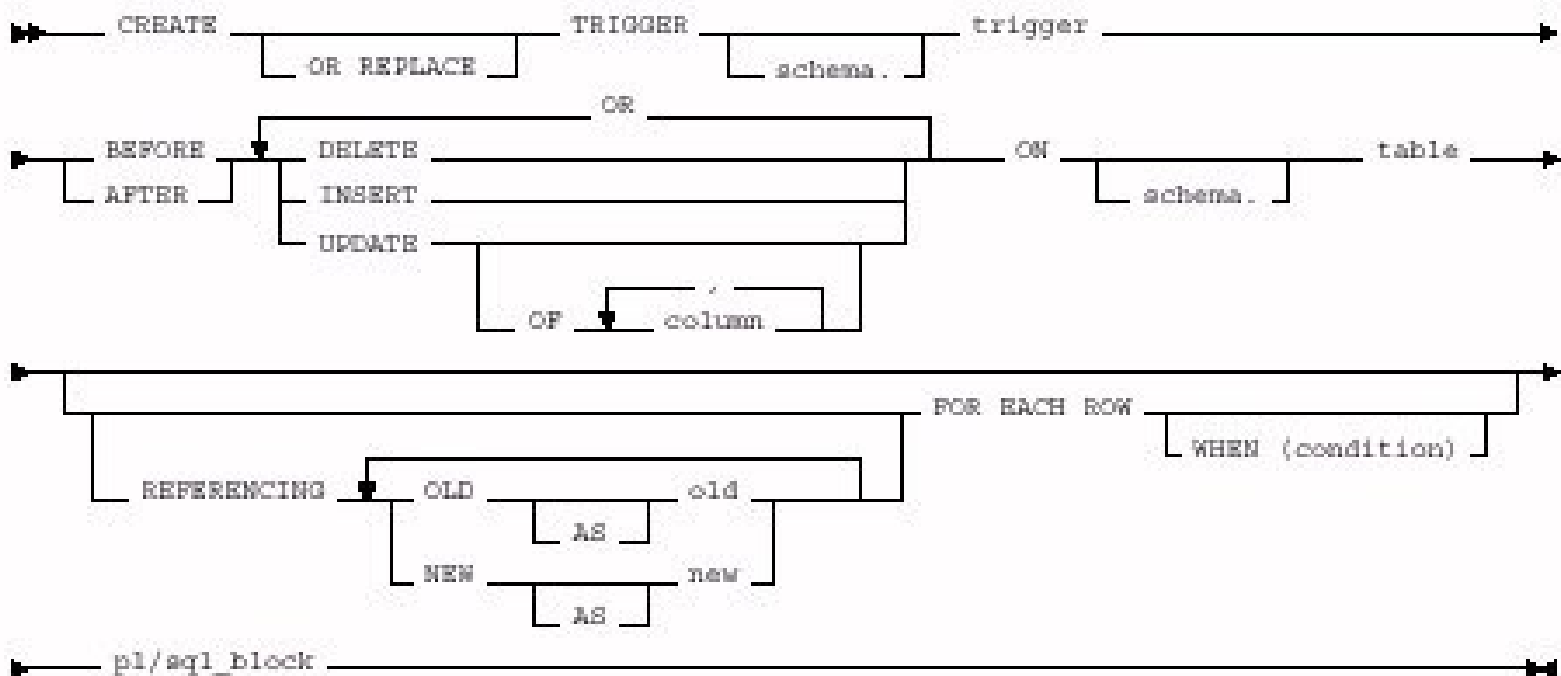 CREATE TRIGGER trigger
OR REPLACE schema.
OR
BEFORE DELETE ON table
AFTER INSERT schema.
UPDATE
,
OF column
FOR EACH ROW
WHEN (condition)
REFERENCING OLD old
AS
NEW new
AS
pl/sql_block